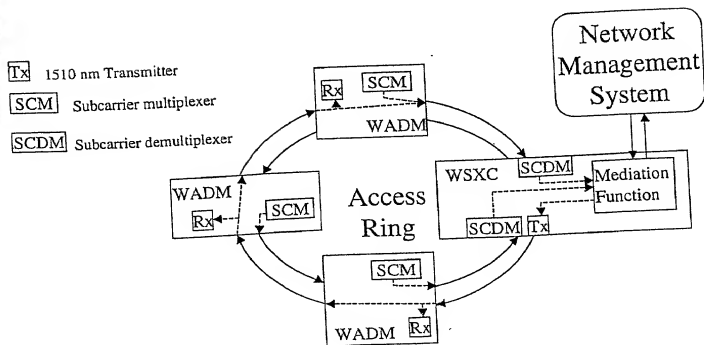 Tx 1510 nm Transmitter
SCM Subcarrier multiplexer
SCDM Subcarrier demultiplexer
Network
Management
System
Rx
SCM
WADM
WSXC
SCDM
Mediation
Function
SCDM
Tx
WADM
Rx
SCM
Access
Ring
SCM
WADM
Rx